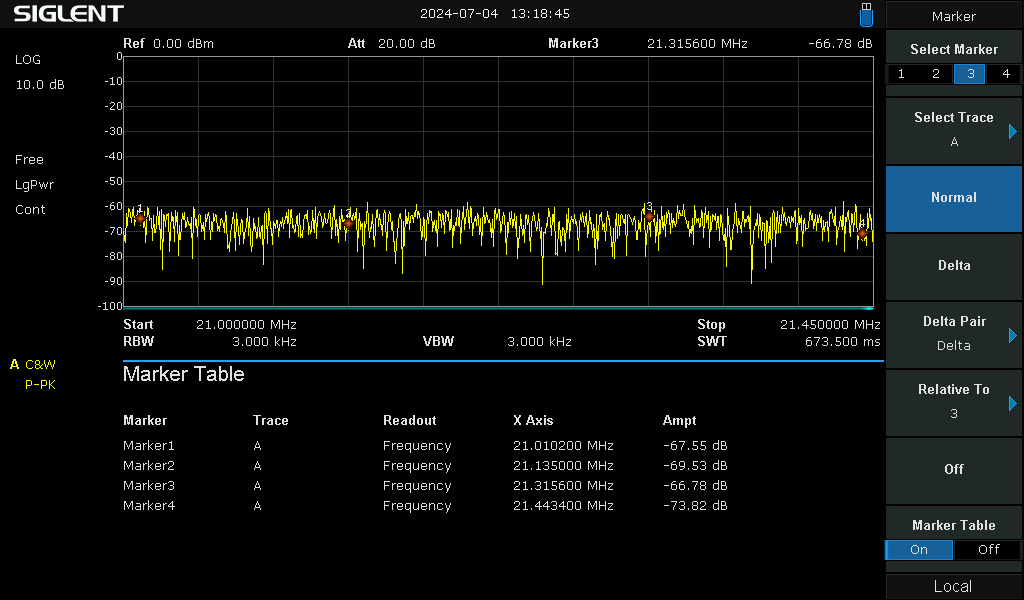 SIGLENT 2024-07-04 13:18:45 Marker
Ref 0.00 dBm Att 20.00 dB Marker3 21.315600 MHz -66.78 dB
LOG
10.0 dB
Free
LgPwr
Cont
A C&W
P-PK
0
-10
-20
-30
-40
-50
-60
-70
-80
-90
-100
1 2 3 4
Start 21.000000 MHz Stop 21.450000 MHz
RBW 3.000 kHz VBW 3.000 kHz SWT 673.500 ms
Marker Table
Marker Trace Readout X Axis Ampt
Marker1 A Frequency 21.010200 MHz -67.55 dB
Marker2 A Frequency 21.135000 MHz -69.53 dB
Marker3 A Frequency 21.315600 MHz -66.78 dB
Marker4 A Frequency 21.443400 MHz -73.82 dB
Select Marker
1 2 3 4
Select Trace
A
Normal
Delta
Delta Pair
Delta
Relative To
3
Off
Marker Table
On Off
Local